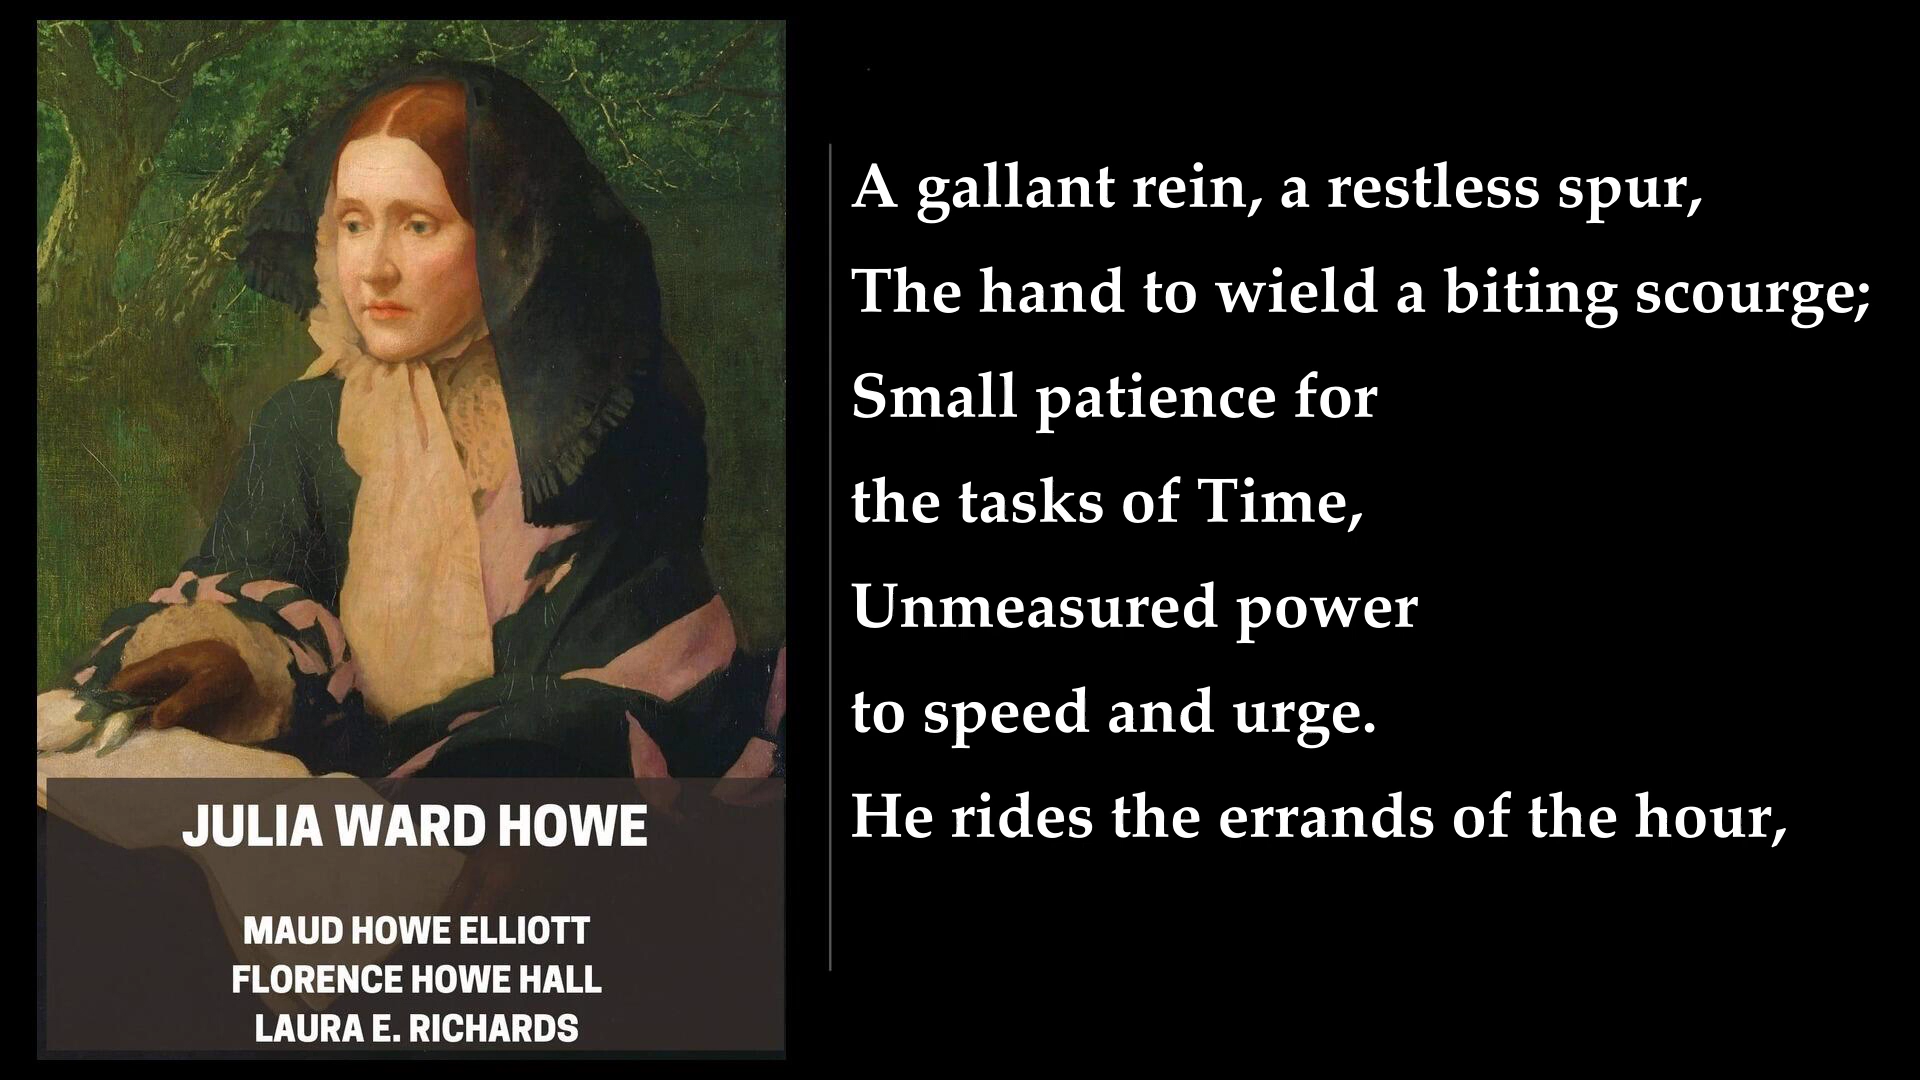 JULIA WARD HOWE
MAUD HOWE ELLIOTT
FLORENCE HOWE HALL
LAURA E. RICHARDS
A gallant rein, a restless spur,
The hand to wield a biting scourge;
Small patience for
the tasks of Time,
Unmeasured power
to speed and urge.
He rides the errands of the hour,